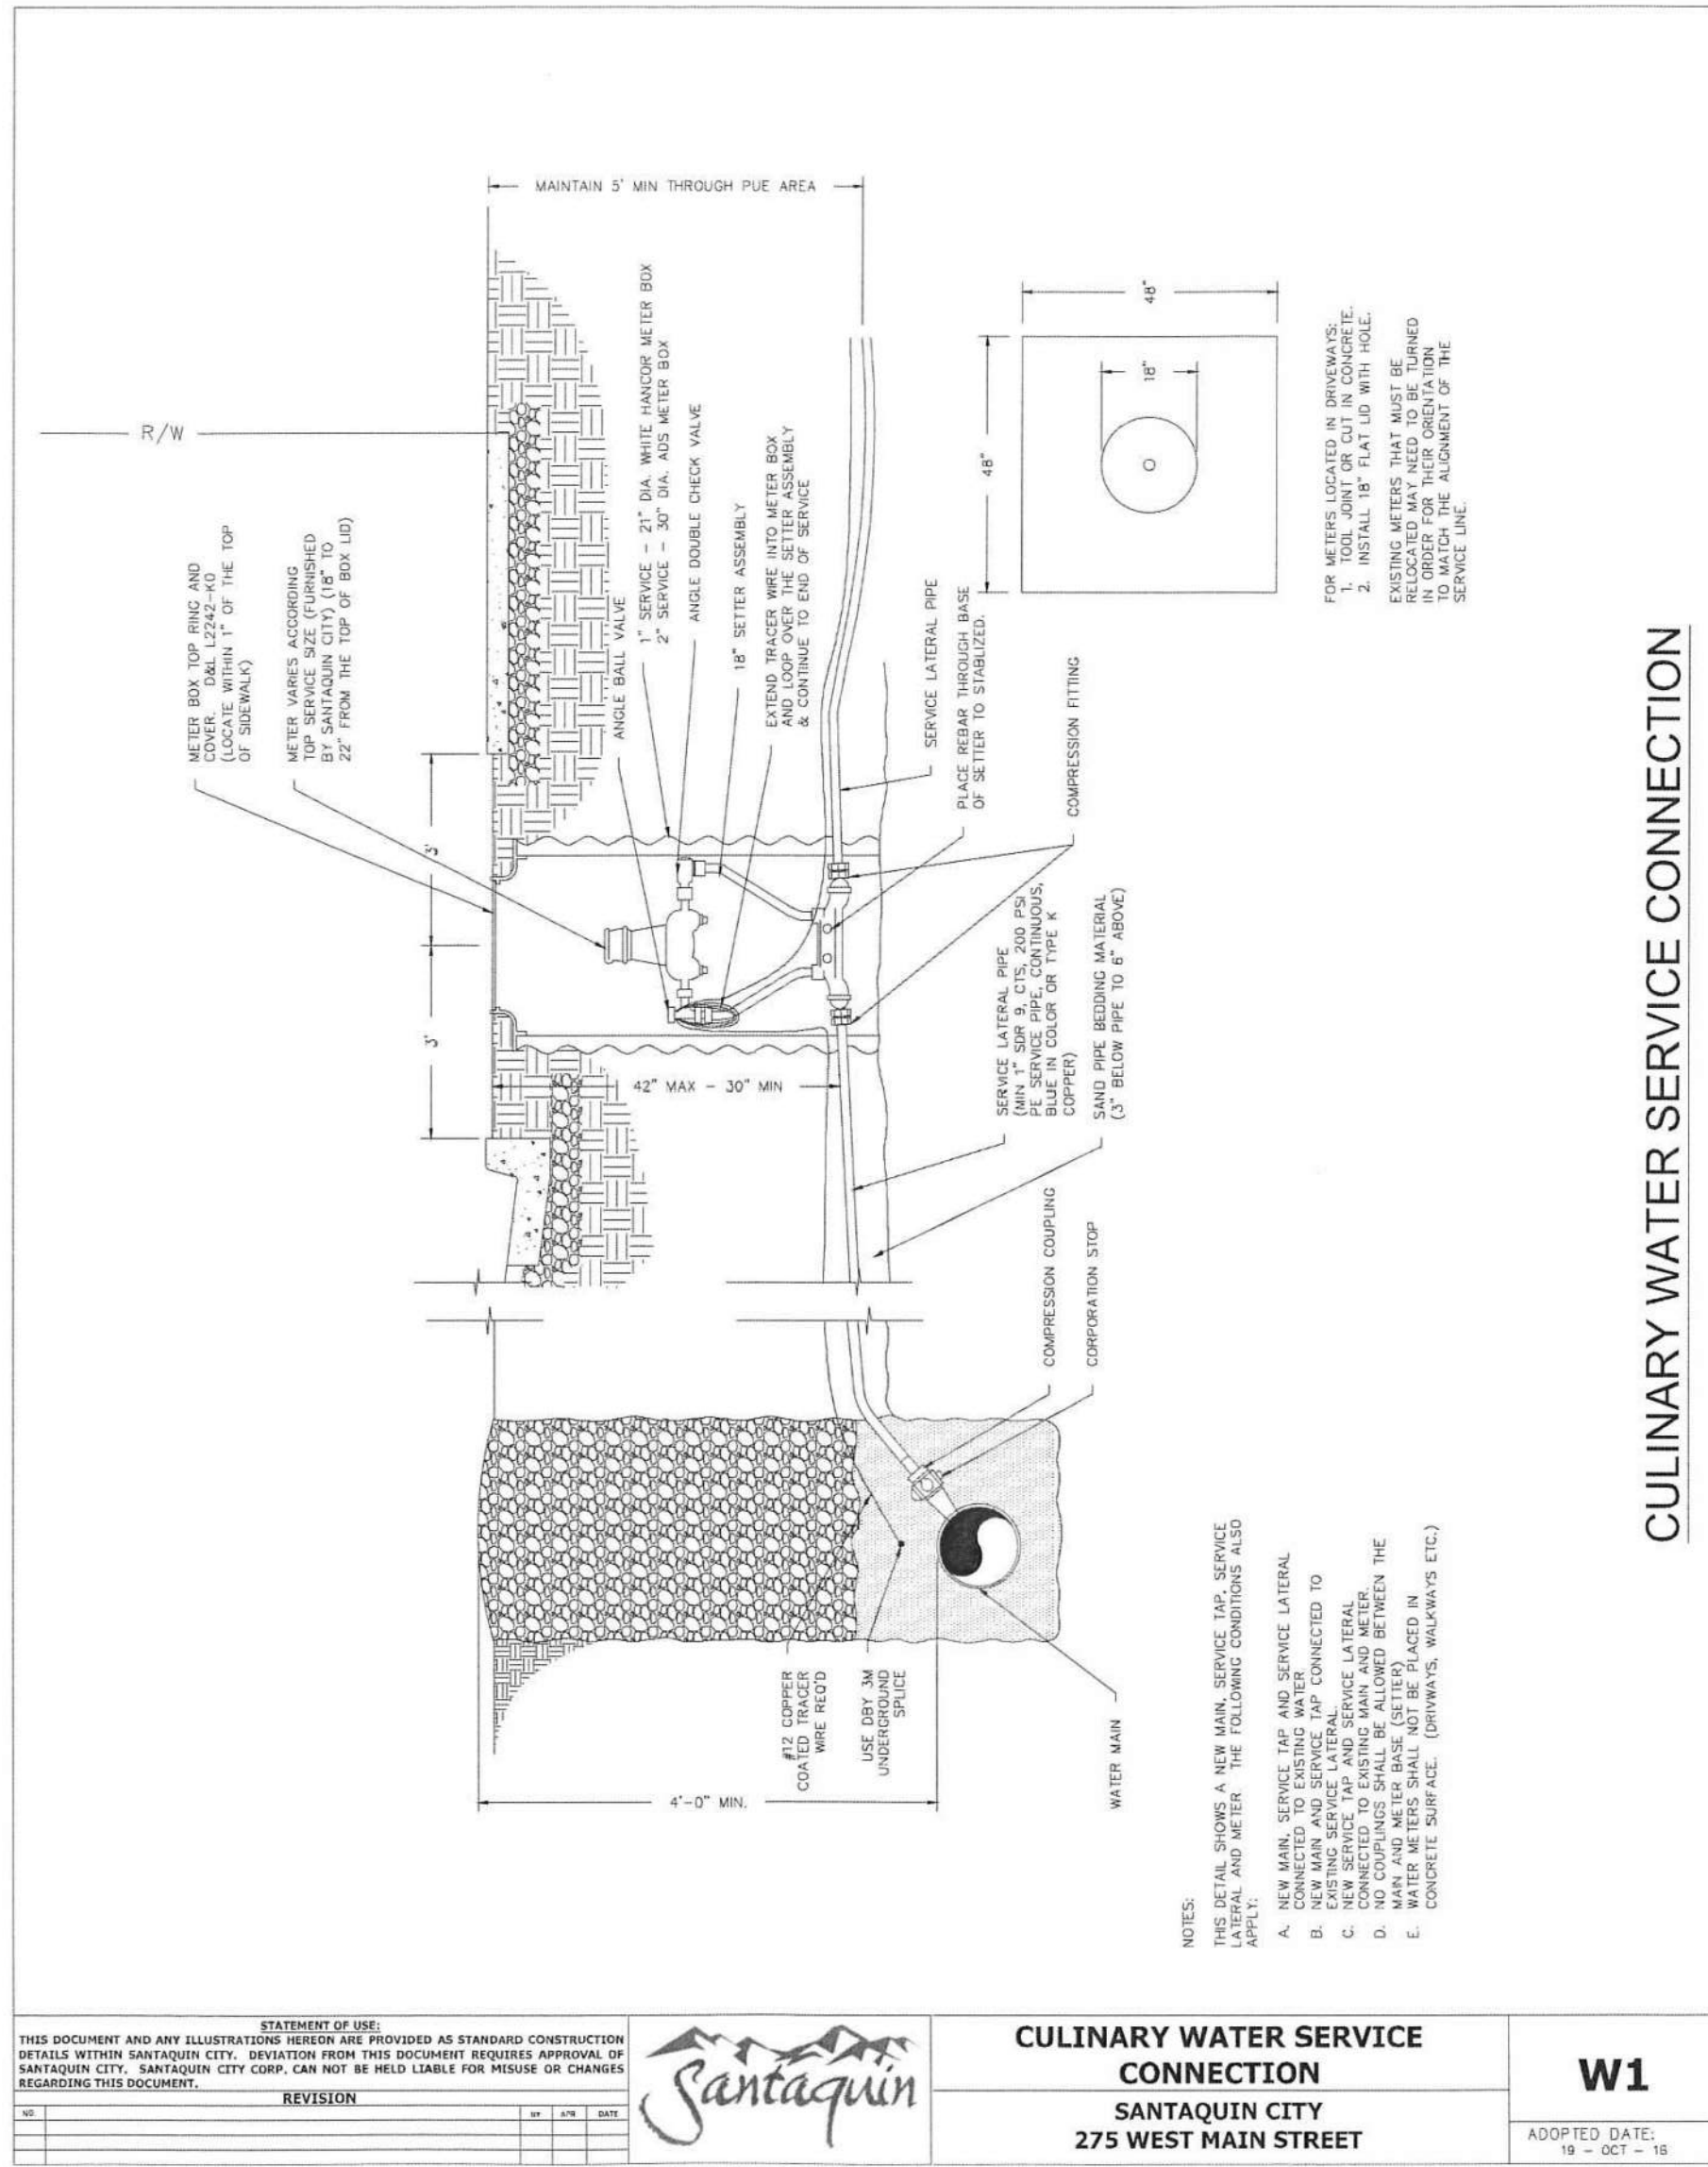 MAINTAIN 5' MIN THROUGH PUE AREA
R/W
METER BOX TOP RING AND
COVER. D&L L2242-KO
(LOCATE WITHIN 1" OF THE TOP
OF SIDEWALK)
METER VARIES ACCORDING
TOP SERVICE SIZE (FURNISHED
BY SANTAQUIN CITY) (18" TO
22" FROM THE TOP OF BOX LID)
3'
3'
ANGLE BALL VALVE
1" SERVICE - 21" DIA. WHITE HANCOR METER BOX
2" SERVICE - 30" DIA. ADS METER BOX
ANGLE DOUBLE CHECK VALVE
18" SETTER ASSEMBLY
EXTEND TRACER WIRE INTO METER BOX
AND LOOP OVER THE SETTER ASSEMBLY
& CONTINUE TO END OF SERVICE
SERVICE LATERAL PIPE
PLACE REBAR THROUGH BASE
OF SETTER TO STABLIZED.
COMPRESSION FITTING
42" MAX - 30" MIN
SERVICE LATERAL PIPE
(MIN 1" SDR 9, CTS, 200 PSI
PE SERVICE PIPE, CONTINUOUS,
BLUE IN COLOR OR TYPE K
COPPER)
SAND PIPE BEDDING MATERIAL
(3" BELOW PIPE TO 6" ABOVE)
COMPRESSION COUPLING
CORPORATION STOP
#12 COPPER
COATED TRACER
WIRE REQ'D
USE DBY 3M
UNDERGROUND
SPLICE
4'-0" MIN.
WATER MAIN
48"
48"
18"
FOR METERS LOCATED IN DRIVEWAYS:
1. TOOL JOINT OR CUT IN CONCRETE.
2. INSTALL 18" FLAT LID WITH HOLE.
EXISTING METERS THAT MUST BE
RELOCATED MAY NEED TO BE TURNED
IN ORDER FOR THEIR ORIENTATION
TO MATCH THE ALIGNMENT OF THE
SERVICE LINE.
NOTES:
THIS DETAIL SHOWS A NEW MAIN, SERVICE TAP, SERVICE
LATERAL AND METER THE FOLLOWING CONDITIONS ALSO
APPLY:
A. NEW MAIN, SERVICE TAP AND SERVICE LATERAL
CONNECTED TO EXISTING WATER
B. NEW MAIN AND SERVICE TAP CONNECTED TO
EXISTING SERVICE LATERAL.
C. NEW SERVICE TAP AND SERVICE LATERAL
CONNECTED TO EXISTING MAIN AND METER.
D. NO COUPLINGS SHALL BE ALLOWED BETWEEN THE
MAIN AND METER BASE (SETTER)
E. WATER METERS SHALL NOT BE PLACED IN
CONCRETE SURFACE. (DRIVWAYS, WALKWAYS ETC.)
CULINARY WATER SERVICE CONNECTION
STATEMENT OF USE:
THIS DOCUMENT AND ANY ILLUSTRATIONS HEREON ARE PROVIDED AS STANDARD CONSTRUCTION
DETAILS WITHIN SANTAQUIN CITY. DEVIATION FROM THIS DOCUMENT REQUIRES APPROVAL OF
SANTAQUIN CITY. SANTAQUIN CITY CORP. CAN NOT BE HELD LIABLE FOR MISUSE OR CHANGES
REGARDING THIS DOCUMENT.
REVISION
NO. BY APR DATE
Santaquin
CULINARY WATER SERVICE
CONNECTION
SANTAQUIN CITY
275 WEST MAIN STREET
W1
ADOPTED DATE:
19 - OCT - 16